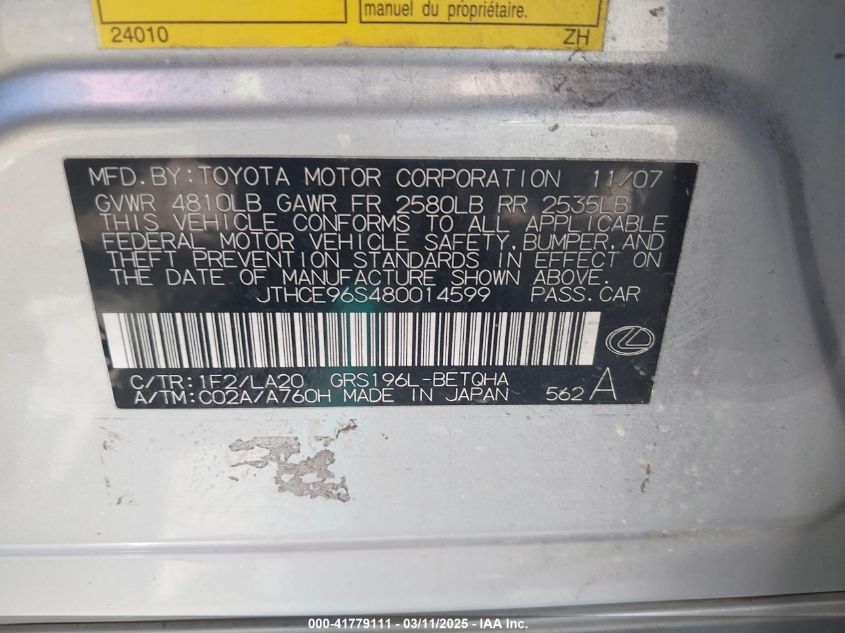 manuel du propriétaire.
24010 ZH
MFD. BY: TOYOTA MOTOR CORPORATION 11/07
GVWR 4810LB GAWR FR 2580LB RR 2535LB
THIS VEHICLE CONFORMS TO ALL APPLICABLE
FEDERAL MOTOR VEHICLE SAFETY, BUMPER, AND
THEFT PREVENTION STANDARDS IN EFFECT ON
THE DATE OF MANUFACTURE SHOWN ABOVE.
JTHCE96S480014599 PASS. CAR
C/TR: 1F2/LA20 GRS196L-BETQHA
A/TM: C02A/A760H MADE IN JAPAN 562 A
000-41779111 - 03/11/2025 - IAA Inc.